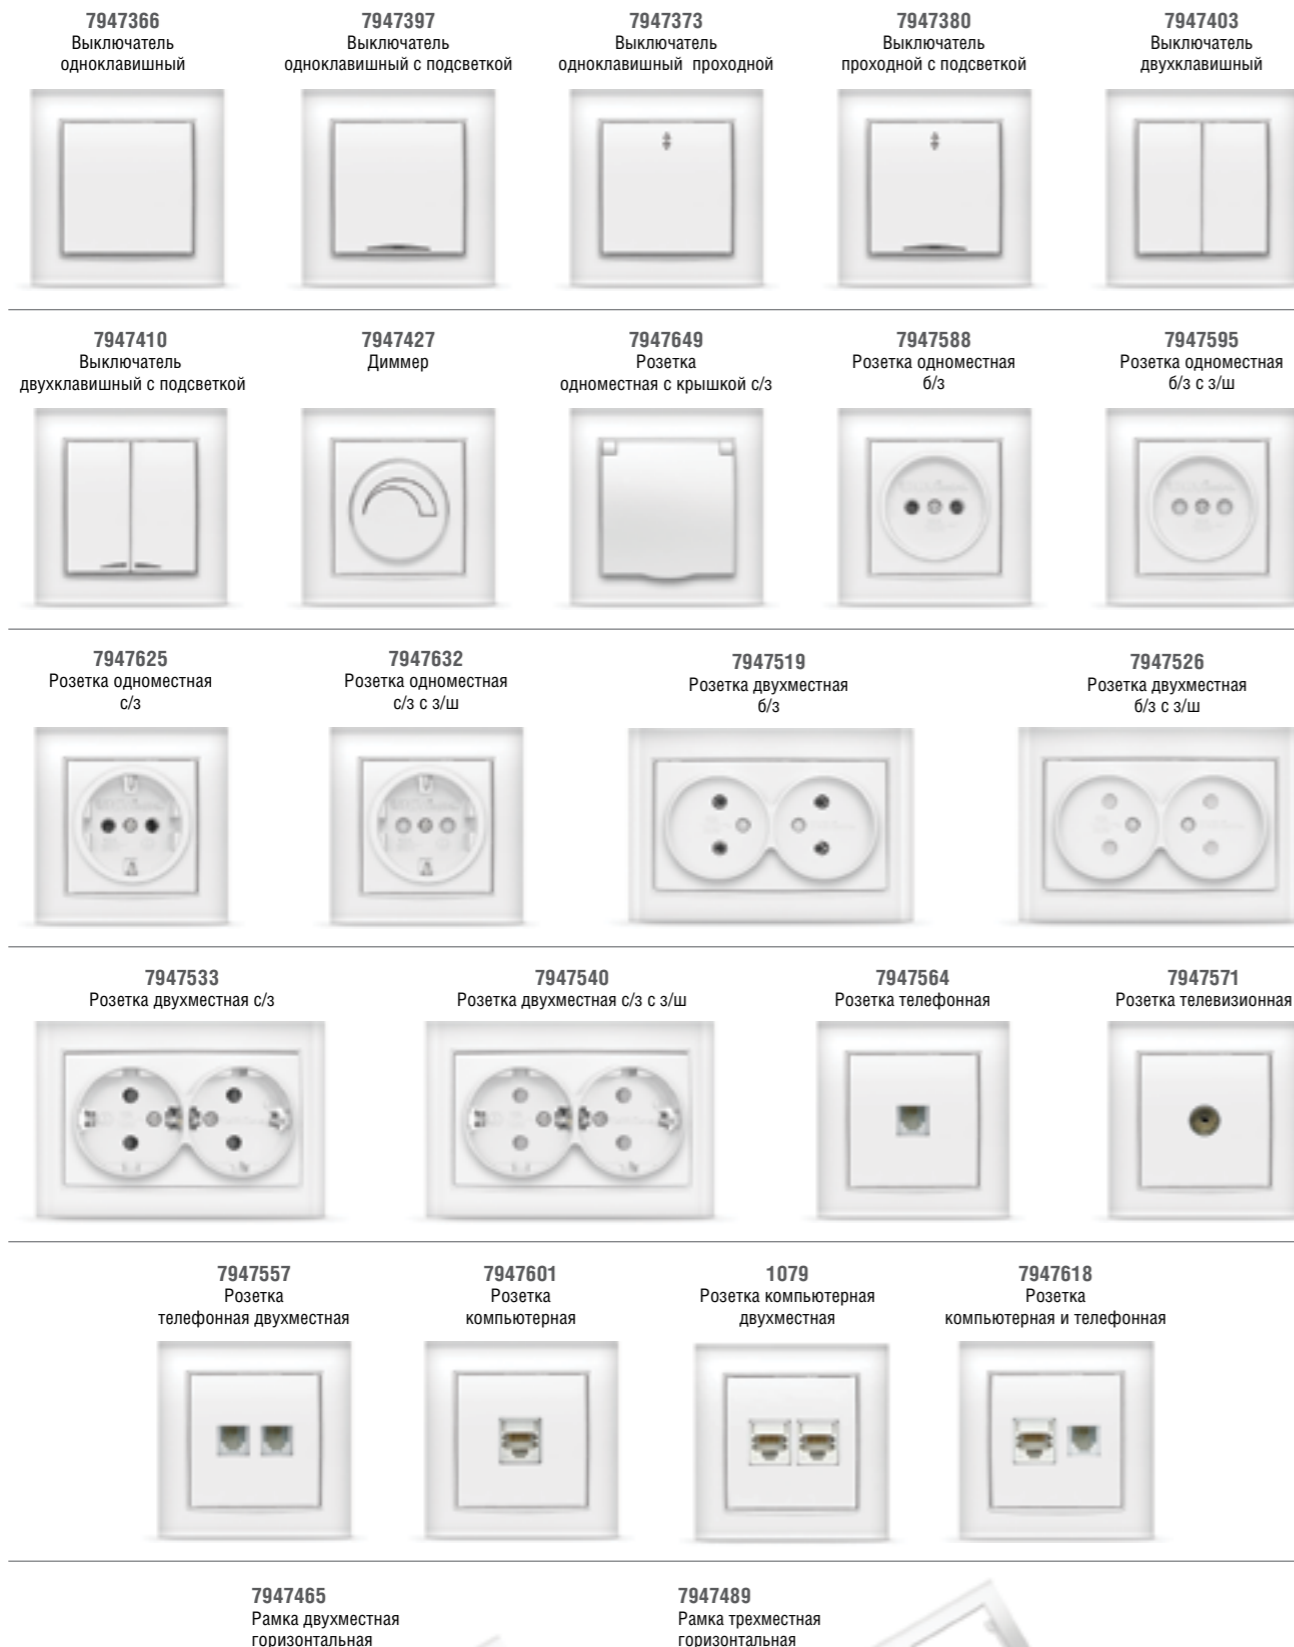 7947366
Выключатель
одноклавишный
7947397
Выключатель
одноклавишный с подсветкой
7947373
Выключатель
одноклавишный проходной
7947380
Выключатель
проходной с подсветкой
7947403
Выключатель
двухклавишный
7947410
Выключатель
двухклавишный с подсветкой
7947427
Диммер
7947649
Розетка
одноместная с крышкой с/з
7947588
Розетка одноместная
б/з
7947595
Розетка одноместная
б/з с з/ш
7947625
Розетка одноместная
с/з
7947632
Розетка одноместная
с/з с з/ш
7947519
Розетка двухместная
б/з
7947526
Розетка двухместная
б/з с з/ш
7947533
Розетка двухместная с/з
7947540
Розетка двухместная с/з с з/ш
7947564
Розетка телефонная
7947571
Розетка телевизионная
7947557
Розетка
телефонная двухместная
7947601
Розетка
компьютерная
1079
Розетка компьютерная
двухместная
7947618
Розетка
компьютерная и телефонная
7947465
Рамка двухместная
горизонтальная
7947489
Рамка трехместная
горизонтальная